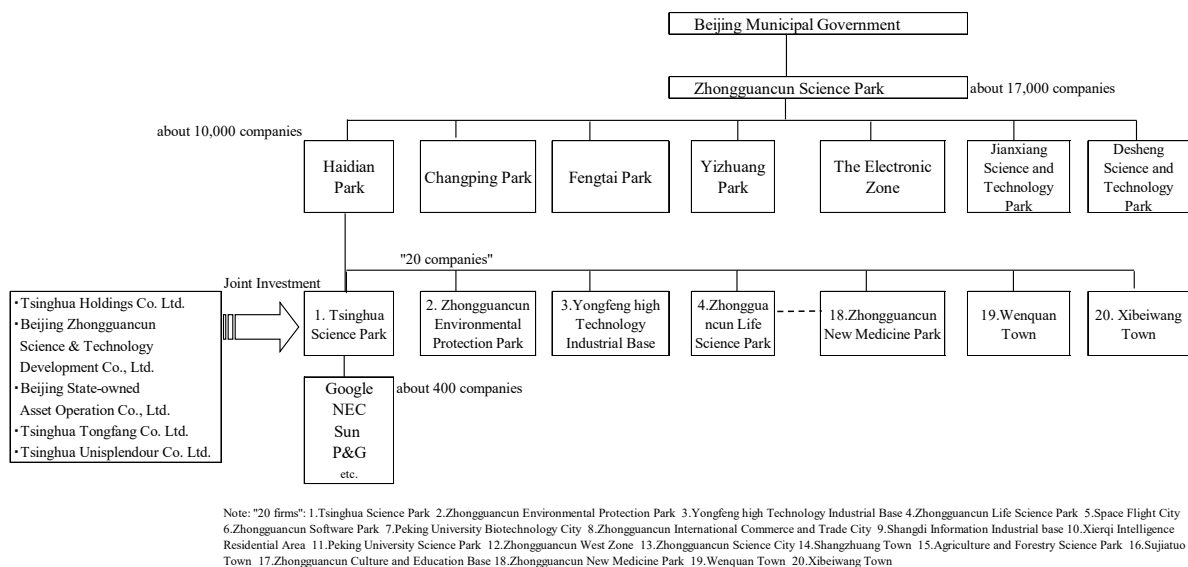 Beijing Municipal Government
Zhongguancun Science Park
about 17,000 companies
about 10,000 companies
Haidian
Park
Changping Park
Fengtai Park
Yizhuang
Park
The Electronic
Zone
Jianxiang
Science and
Technology
Park
Desheng
Science and
Technology
Park
"20 companies"
Joint Investment
・Tsinghua Holdings Co. Ltd.
・Beijing Zhongguancun
Science & Technology
Development Co., Ltd.
・Beijing State-owned
Asset Operation Co., Ltd.
・Tsinghua Tongfang Co. Ltd.
・Tsinghua Unisplendour Co. Ltd.
1. Tsinghua
Science Park
2. Zhongguancun
Environmental
Protection Park
3.Yongfeng high
Technology
Industrial Base
4.Zhonggua
ncun Life
Science Park
18.Zhongguancun
New Medicine Park
19.Wenquan
Town
20. Xibeiwang
Town
Google
NEC
Sun
P&G
etc.
about 400 companies
Note: "20 firms": 1.Tsinghua Science Park 2.Zhongguancun Environmental Protection Park 3.Yongfeng high Technology Industrial Base 4.Zhongguancun Life Science Park 5.Space Flight City
6.Zhongguancun Software Park 7.Peking University Biotechnology City 8.Zhongguancun International Commerce and Trade City 9.Shangdi Information Industrial base 10.Xierqi Intelligence
Residential Area 11.Peking University Science Park 12.Zhongguancun West Zone 13.Zhongguancun Science City 14.Shangzhuang Town 15.Agriculture and Forestry Science Park 16.Sujiatuo
Town 17.Zhongguancun Culture and Education Base 18.Zhongguancun New Medicine Park 19.Wenquan Town 20.Xibeiwang Town